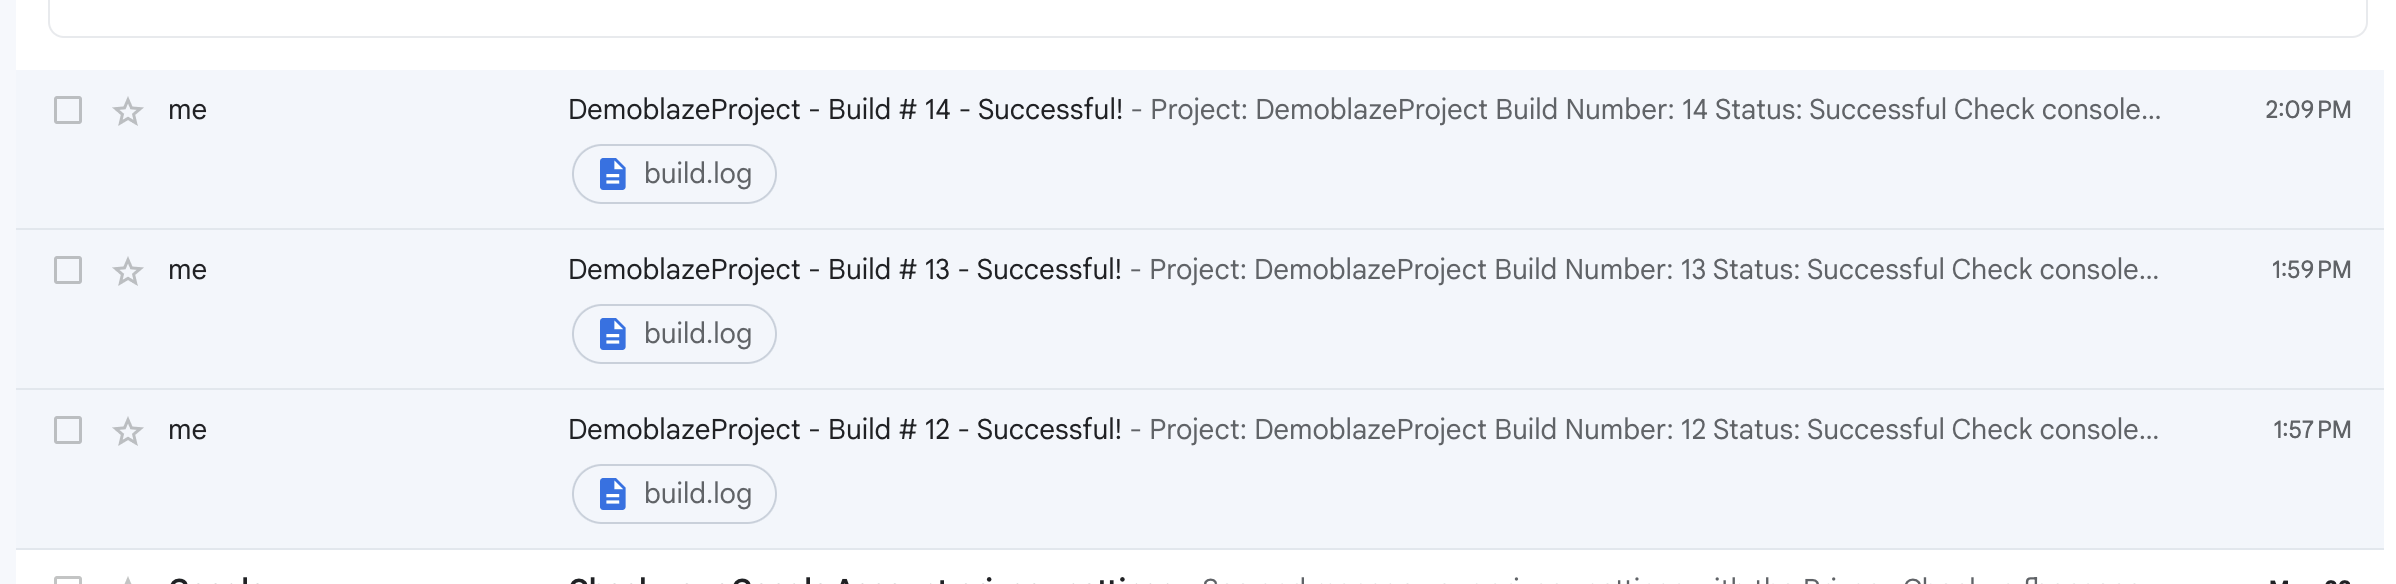 me DemoblazeProject - Build # 14 - Successful! - Project: DemoblazeProject Build Number: 14 Status: Successful Check console... 2:09 PM
build.log
me DemoblazeProject - Build # 13 - Successful! - Project: DemoblazeProject Build Number: 13 Status: Successful Check console... 1:59 PM
build.log
me DemoblazeProject - Build # 12 - Successful! - Project: DemoblazeProject Build Number: 12 Status: Successful Check console... 1:57 PM
build.log